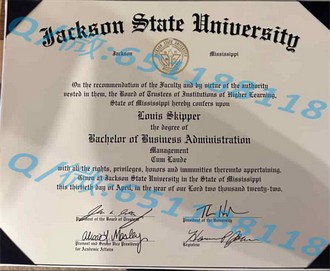 Jackson State University
Jackson Mississippi
On the recommendation of the Faculty and by virtue of the authority
vested in them, the Board of Trustees of Institutions of Higher Learning,
State of Mississippi hereby confers upon
Louis Skipper
the degree of
Bachelor of Business Administration
Management
Cum Laude
with all the rights, privileges, honors and immunities thereunto appertaining.
Given at Jackson State University in the State of Mississippi
this thirtieth day of April, in the year of our Lord two thousand twenty-two.
President of the Board of Trustees
President of the University
Provost and Senior Vice President
for Academic Affairs
Registrar